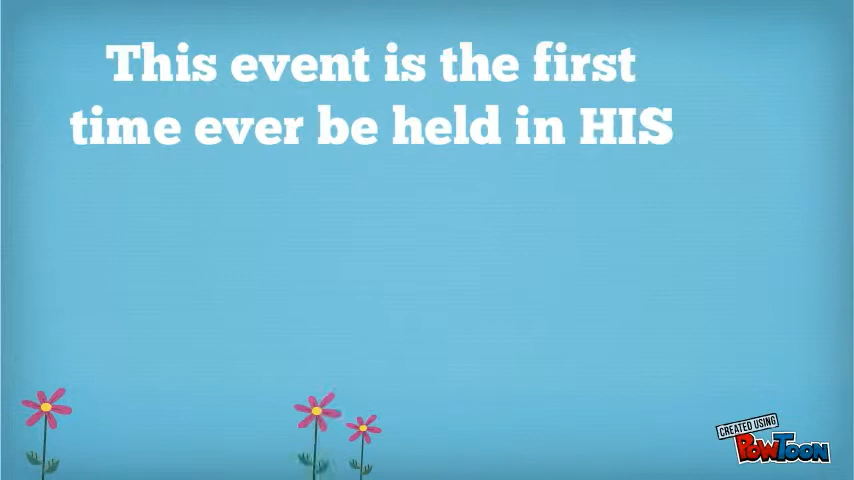 This event is the first
time ever be held in HIS
CREATED USING
POWTOON